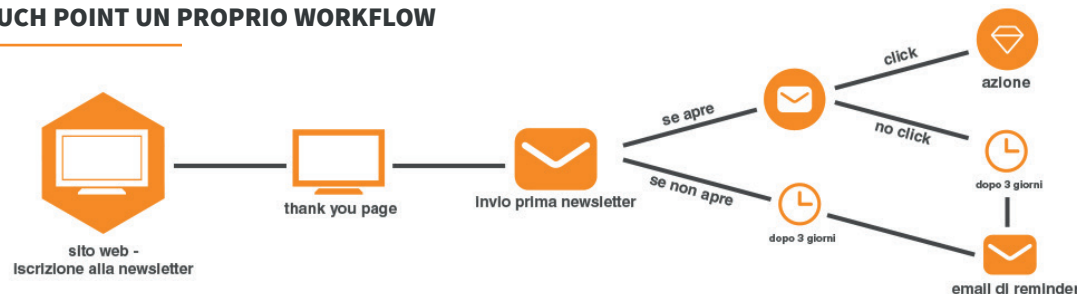 UCH POINT UN PROPRIO WORKFLOW
click
azione
se apre
no click
dopo 3 giorni
se non apre
invio prima newsletter
thank you page
dopo 3 giorni
sito web -
iscrizione alla newsletter
email di reminder